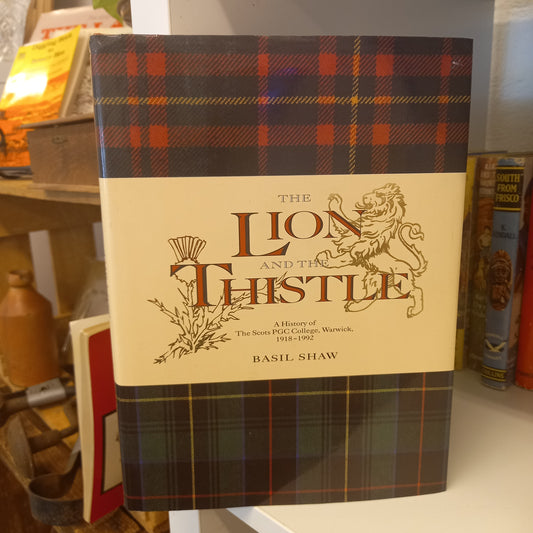 THE
LION
AND THE
THISTLE
A History of
The Scots PGC College, Warwick,
1918–1992
BASIL SHAW
SOUTH
FROM
FRISCO
COLLINS